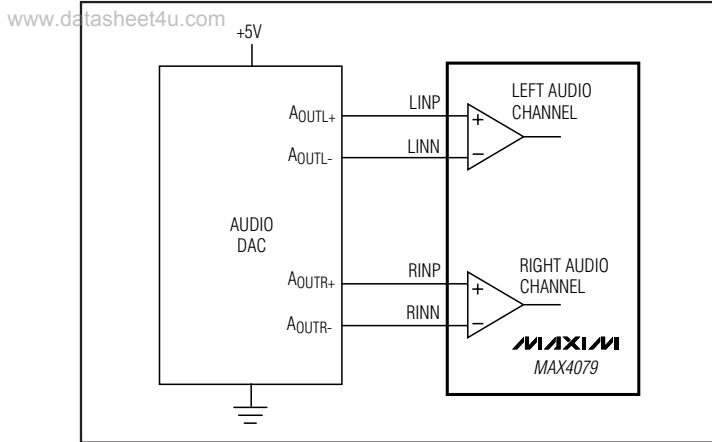 www.datasheet4u.com
+5V
AOUTL+
LINP
+
LEFT AUDIO
CHANNEL
AOUTL-
LINN
−
AUDIO
DAC
AOUTR+
RINP
+
RIGHT AUDIO
CHANNEL
AOUTR-
RINN
−
MAXIM
MAX4079